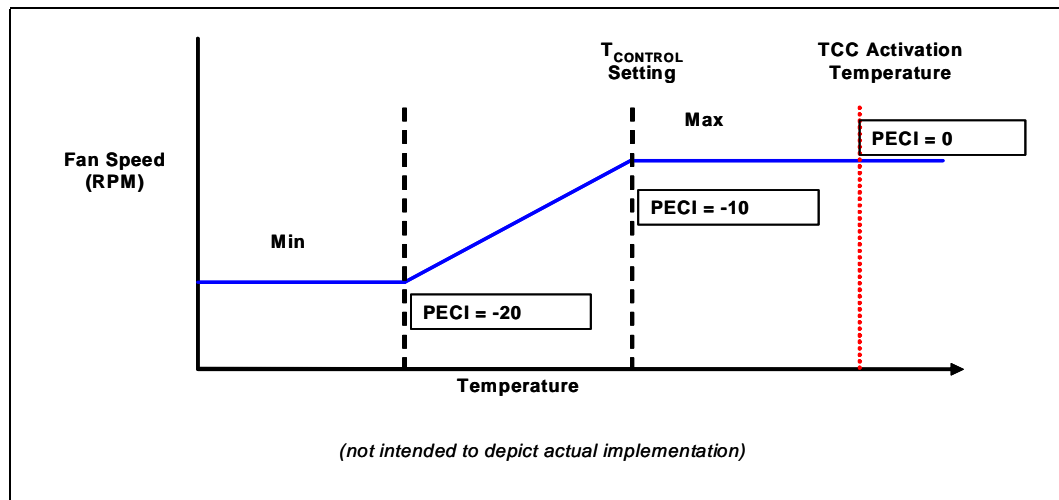 T_CONTROL
Setting
TCC Activation
Temperature
Max
PECI = 0
Fan Speed
(RPM)
PECI = -10
Min
PECI = -20
Temperature
(not intended to depict actual implementation)